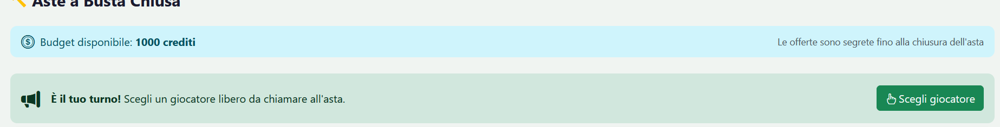 Aste a Busta Chiusa
Budget disponibile: 1000 crediti
Le offerte sono segrete fino alla chiusura dell'asta
È il tuo turno! Scegli un giocatore libero da chiamare all'asta.
Scegli giocatore